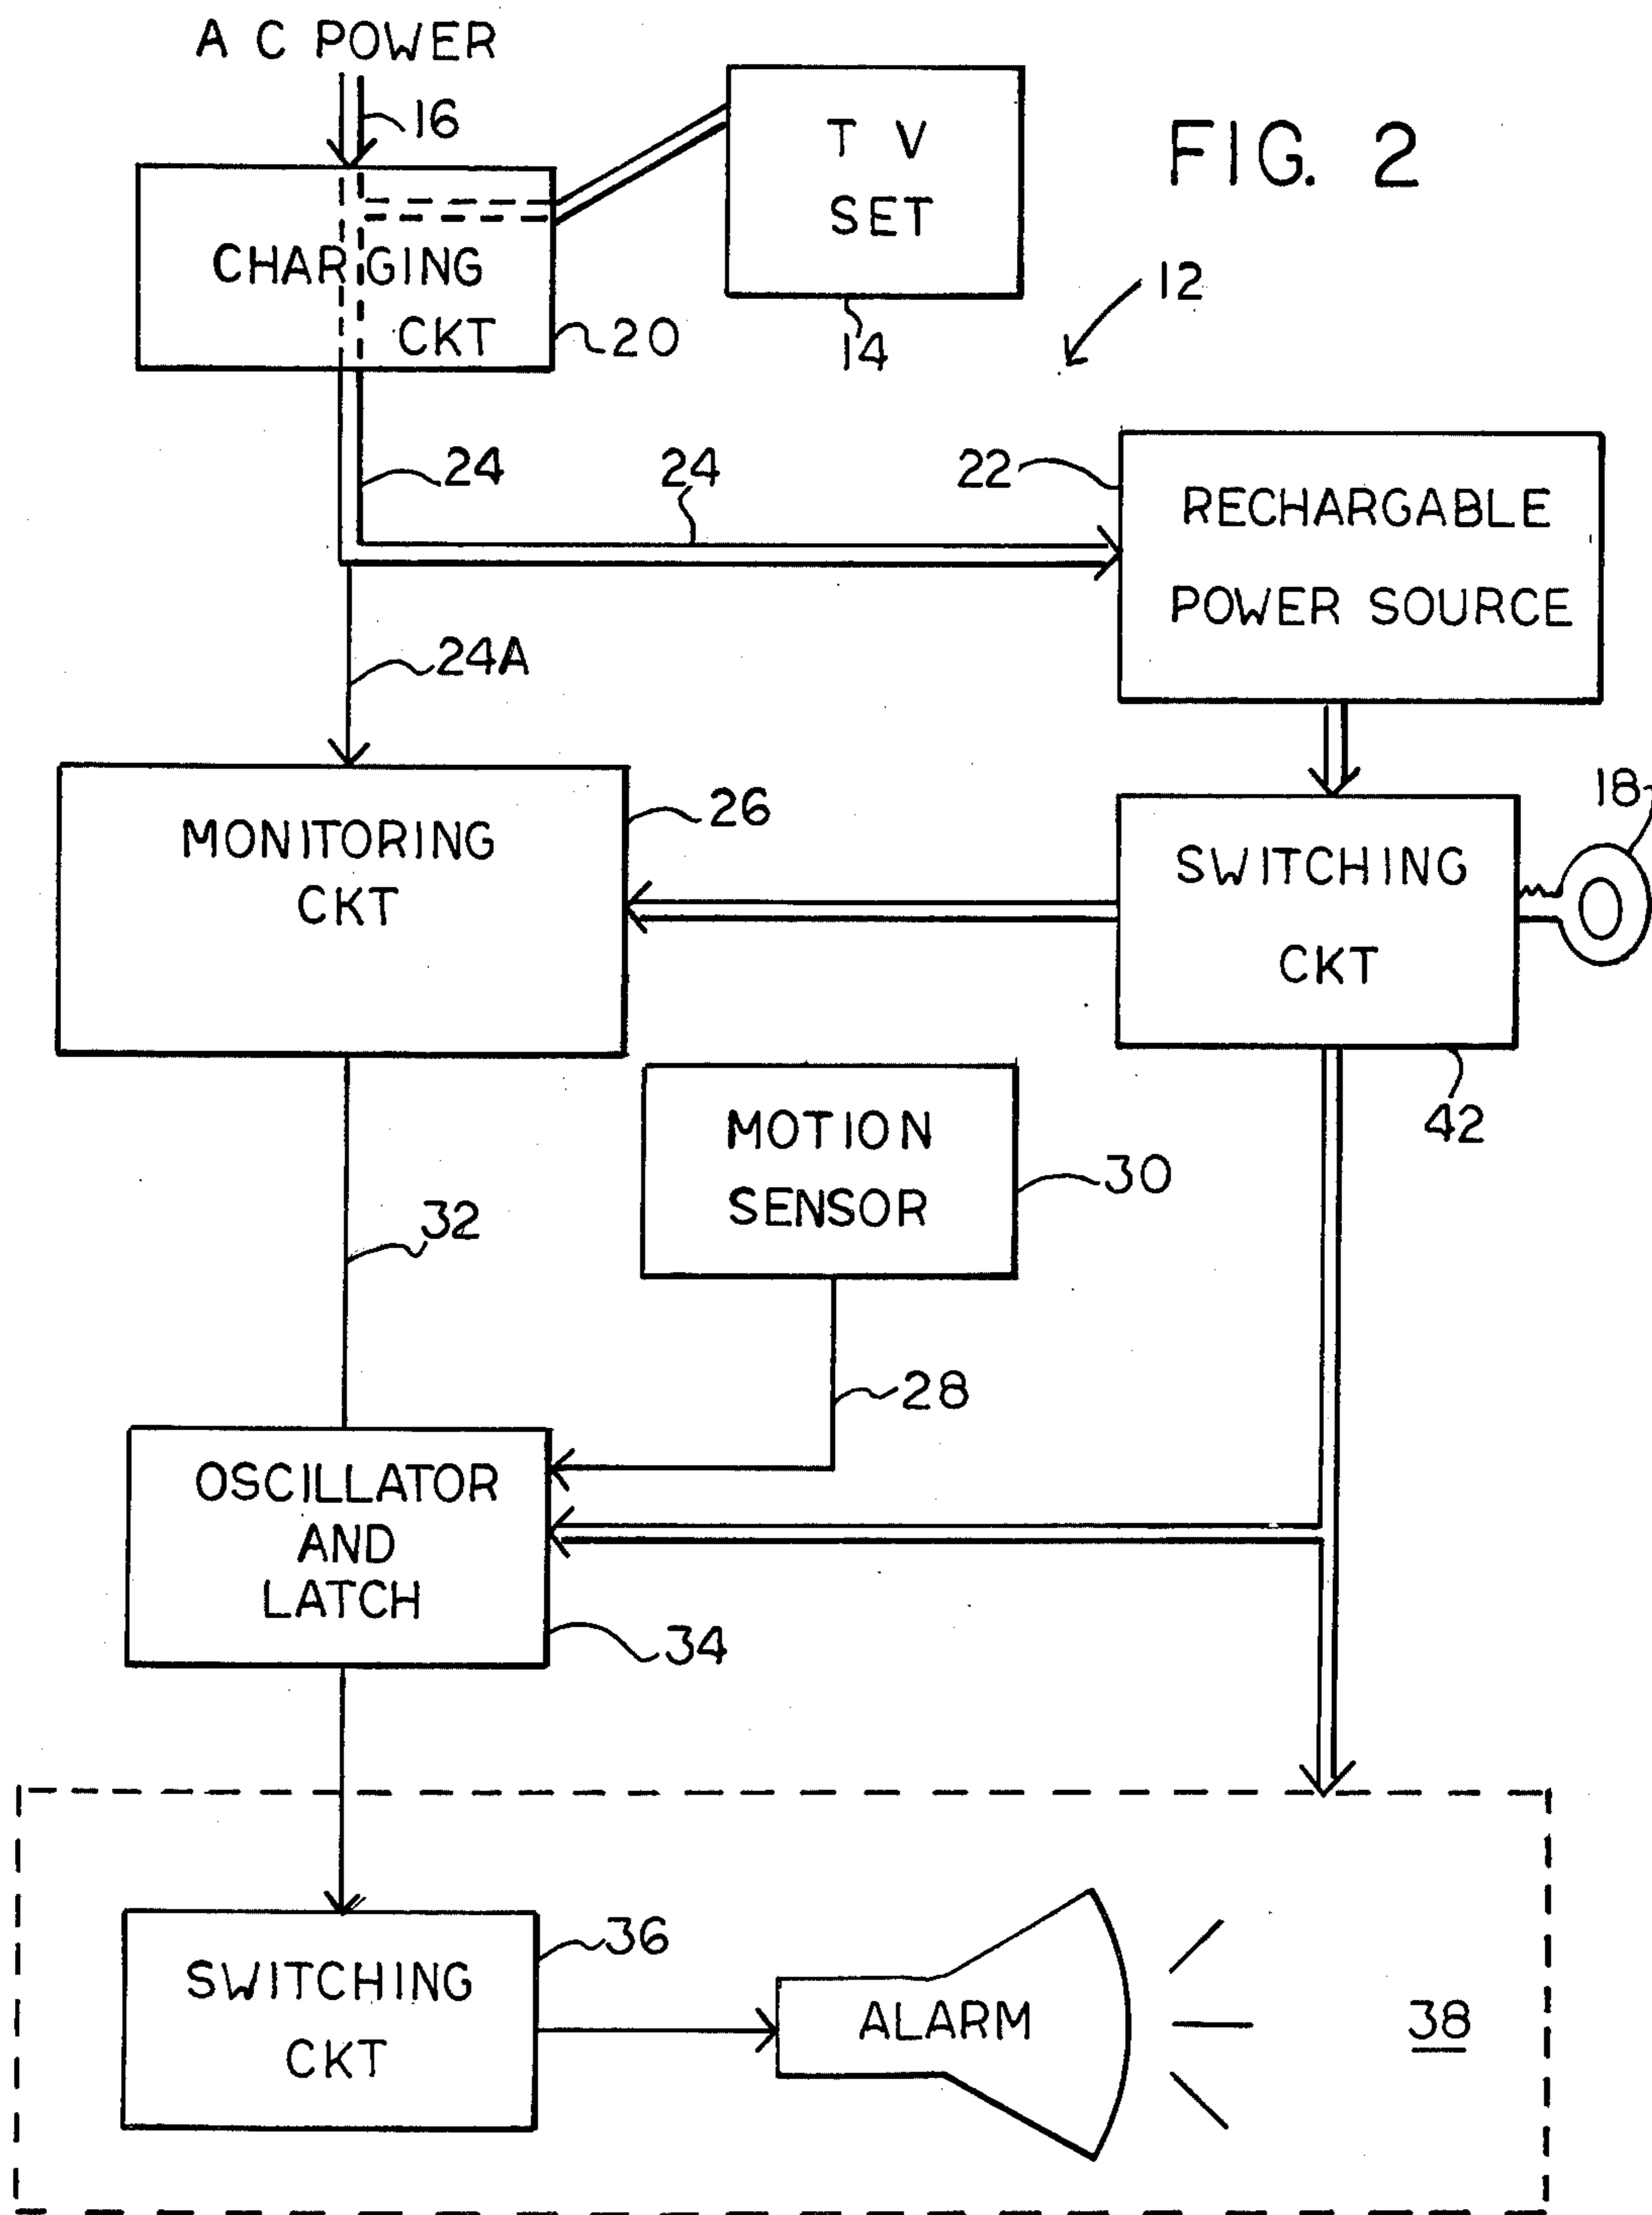 A C POWER
16
T V
SET
FIG. 2
CHARGING
CKT
20
14
12
24
24
22
RECHARGABLE
POWER SOURCE
24A
18
MONITORING
CKT
26
SWITCHING
CKT
42
MOTION
SENSOR
30
32
28
OSCILLATOR
AND
LATCH
34
36
SWITCHING
CKT
ALARM
38